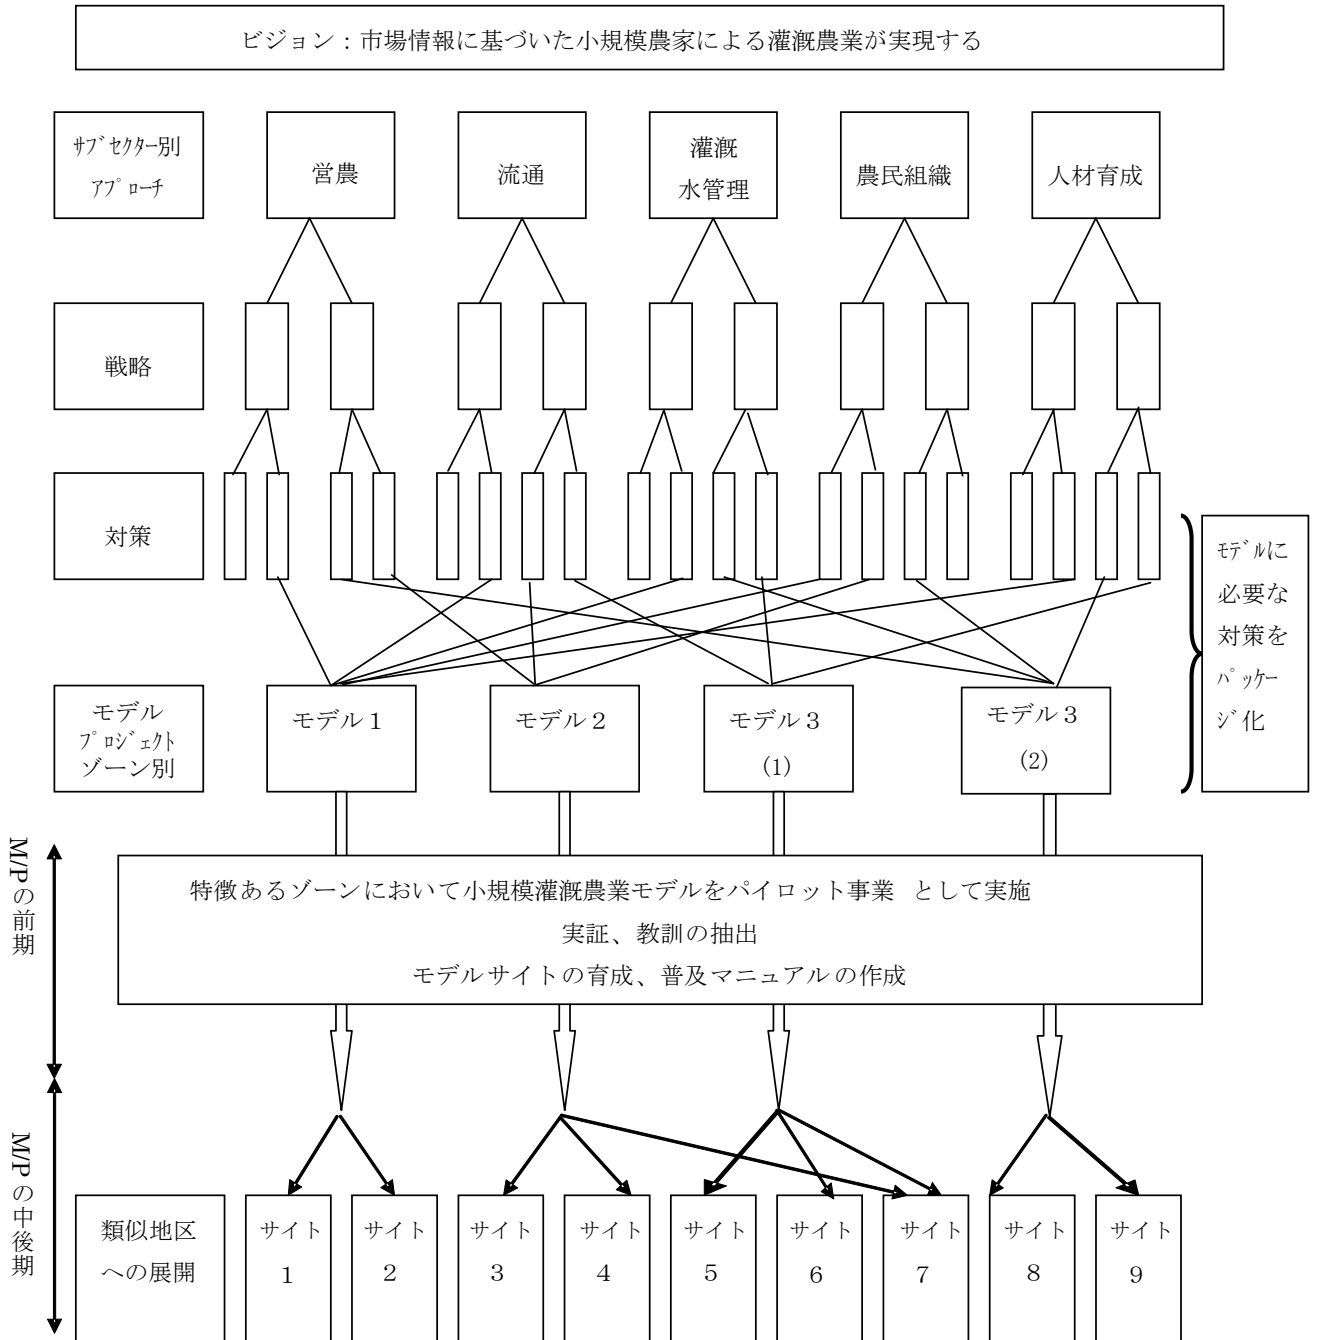 ビジョン：市場情報に基づいた小規模農家による灌漑農業が実現する
ｻﾌﾞｾｸﾀｰ別
ｱﾌﾟﾛｰﾁ
営農
流通
灌漑
水管理
農民組織
人材育成
戦略
対策
ﾓﾃﾞﾙに
必要な
対策を
ﾊﾟｯｹｰ
ｼﾞ化
モデル
ﾌﾟﾛｼﾞｪｸﾄ
ゾーン別
モデル１
モデル２
モデル３
(1)
モデル３
(2)
M/Pの前期
特徴あるゾーンにおいて小規模灌漑農業モデルをパイロット事業 として実施
実証、教訓の抽出
モデルサイトの育成、普及マニュアルの作成
M/Pの中後期
類似地区
への展開
サイト
1
サイト
2
サイト
3
サイト
4
サイト
5
サイト
6
サイト
7
サイト
8
サイト
9